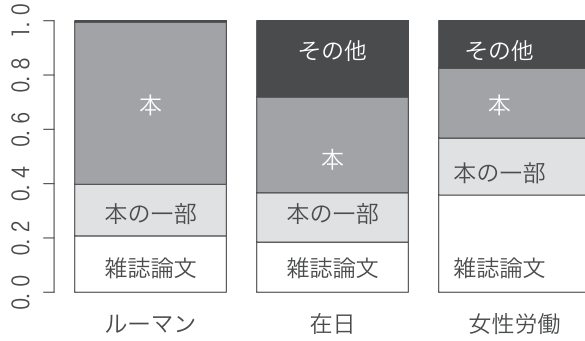 1.0
0.8
0.6
0.4
0.2
0.0
その他
その他
本
本
本
本の一部
本の一部
本の一部
雑誌論文
雑誌論文
雑誌論文
ルーマン
在日
女性労働